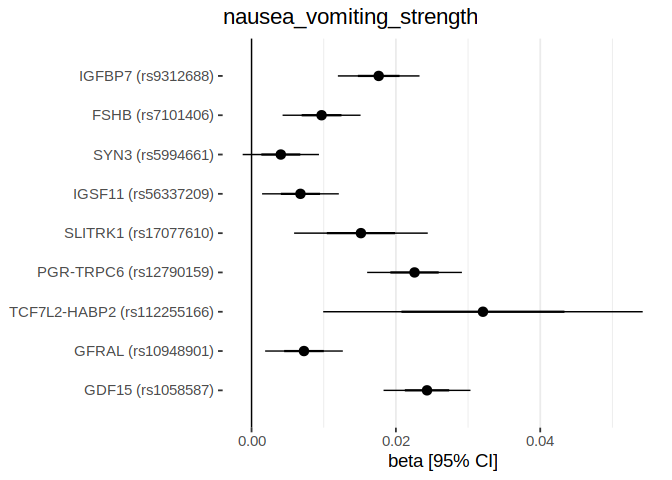 nausea_vomiting_strength
IGFBP7 (rs9312688)
FSHB (rs7101406)
SYN3 (rs5994661)
IGSF11 (rs56337209)
SLITRK1 (rs17077610)
PGR-TRPC6 (rs12790159)
TCF7L2-HABP2 (rs112255166)
GFRAL (rs10948901)
GDF15 (rs1058587)
0.00 0.02 0.04
beta [95% CI]